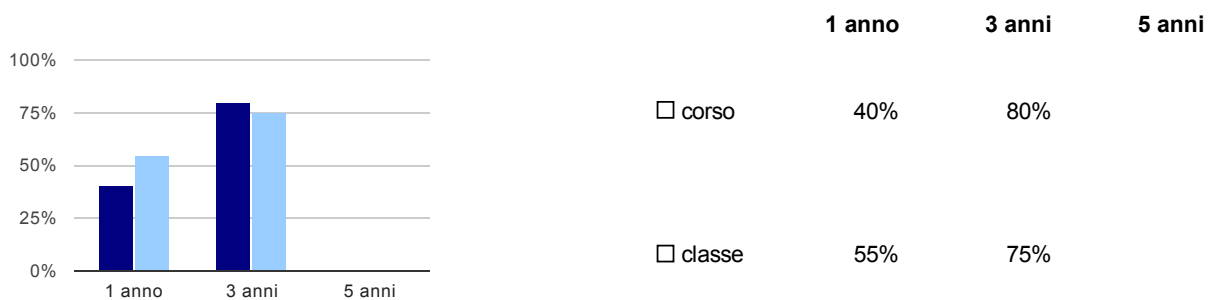 100%
75%
50%
25%
0%
1 anno 3 anni 5 anni
1 anno 3 anni 5 anni
corso 40% 80%
classe 55% 75%